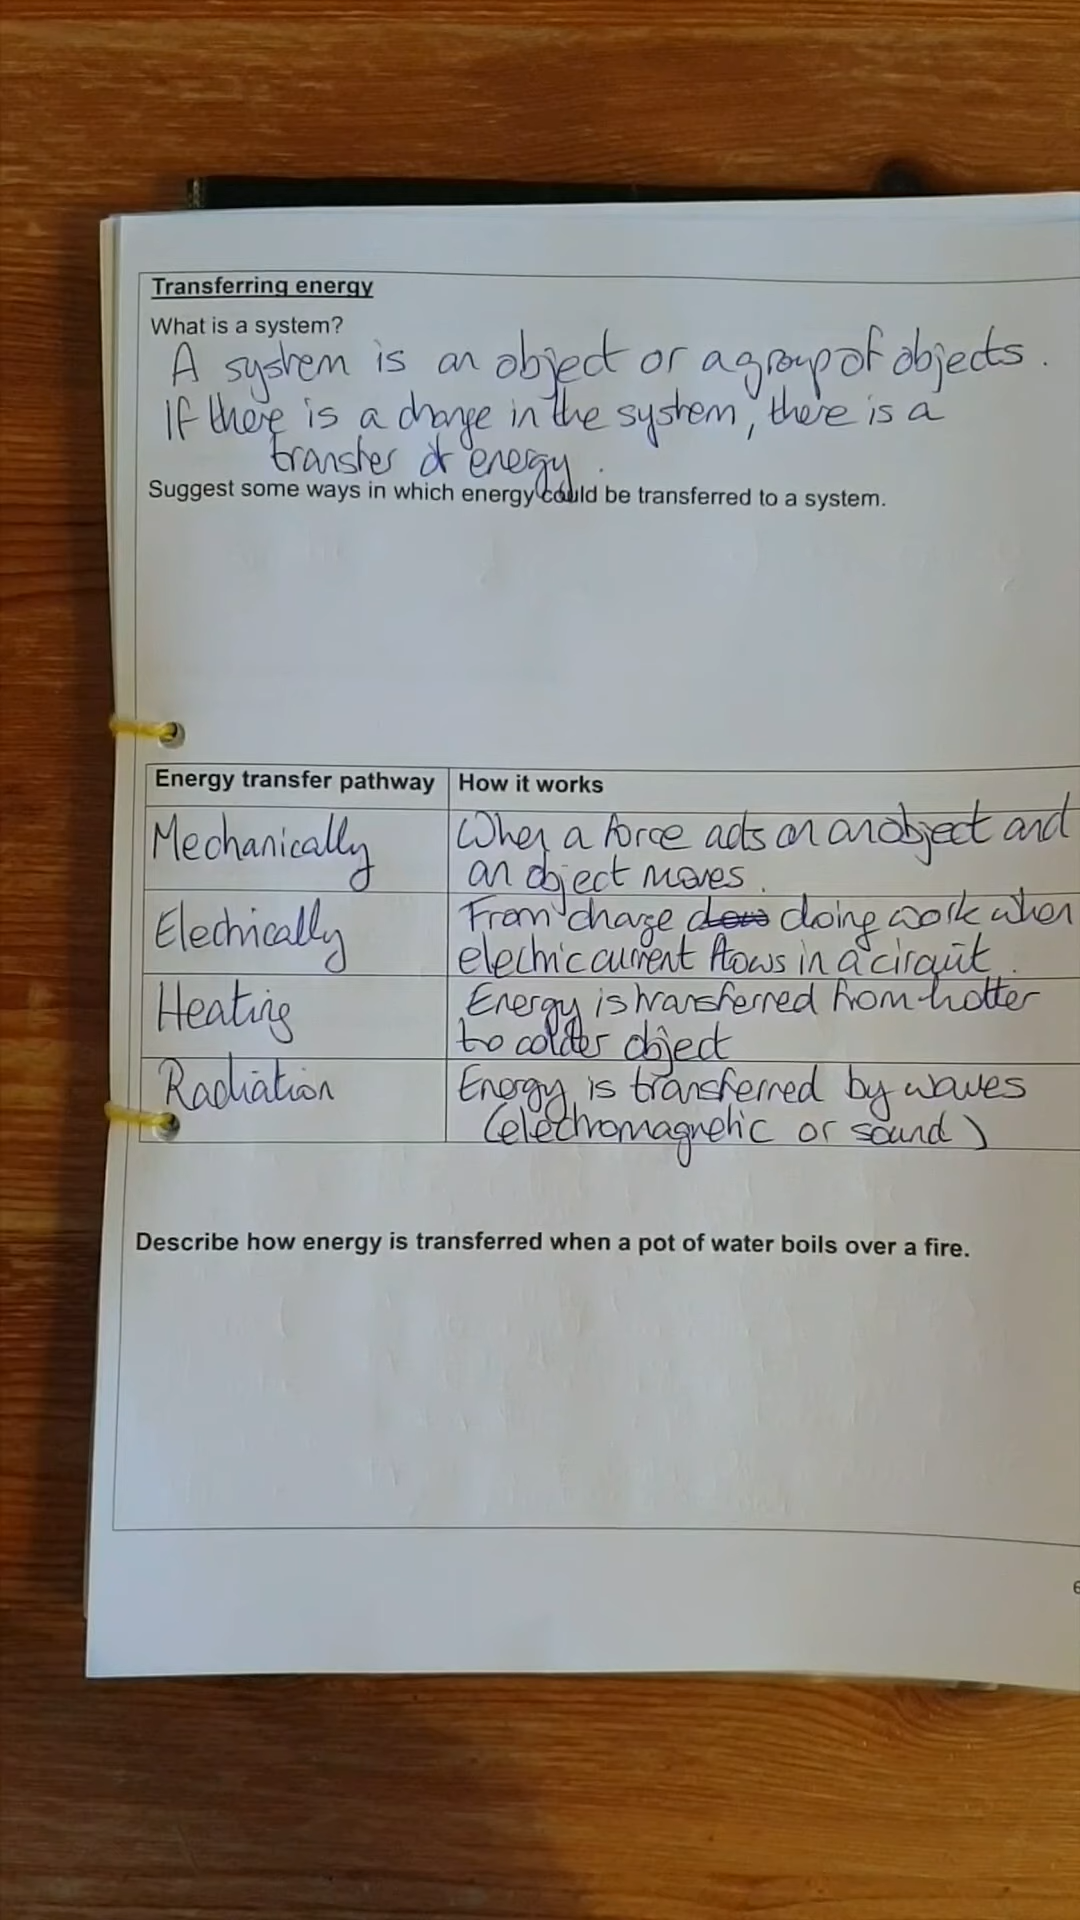 Transferring energy
What is a system?
A system is an object or a group of objects.
If there is a change in the system, there is a
transfer of energy.
Suggest some ways in which energy could be transferred to a system.
Energy transfer pathway How it works
Mechanically When a force acts on an object and
an object moves.
Electrically From charge doing work when
electric current flows in a circuit.
Heating Energy is transferred from hotter
to colder object
Radiation Energy is transferred by waves
(electromagnetic or sound)
Describe how energy is transferred when a pot of water boils over a fire.